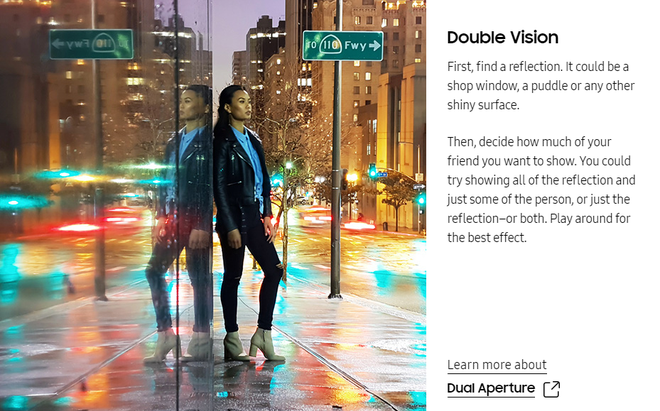 TO 110 Fwy →
Double Vision
First, find a reflection. It could be a
shop window, a puddle or any other
shiny surface.
Then, decide how much of your
friend you want to show. You could
try showing all of the reflection and
just some of the person, or just the
reflection–or both. Play around for
the best effect.
Learn more about
Dual Aperture